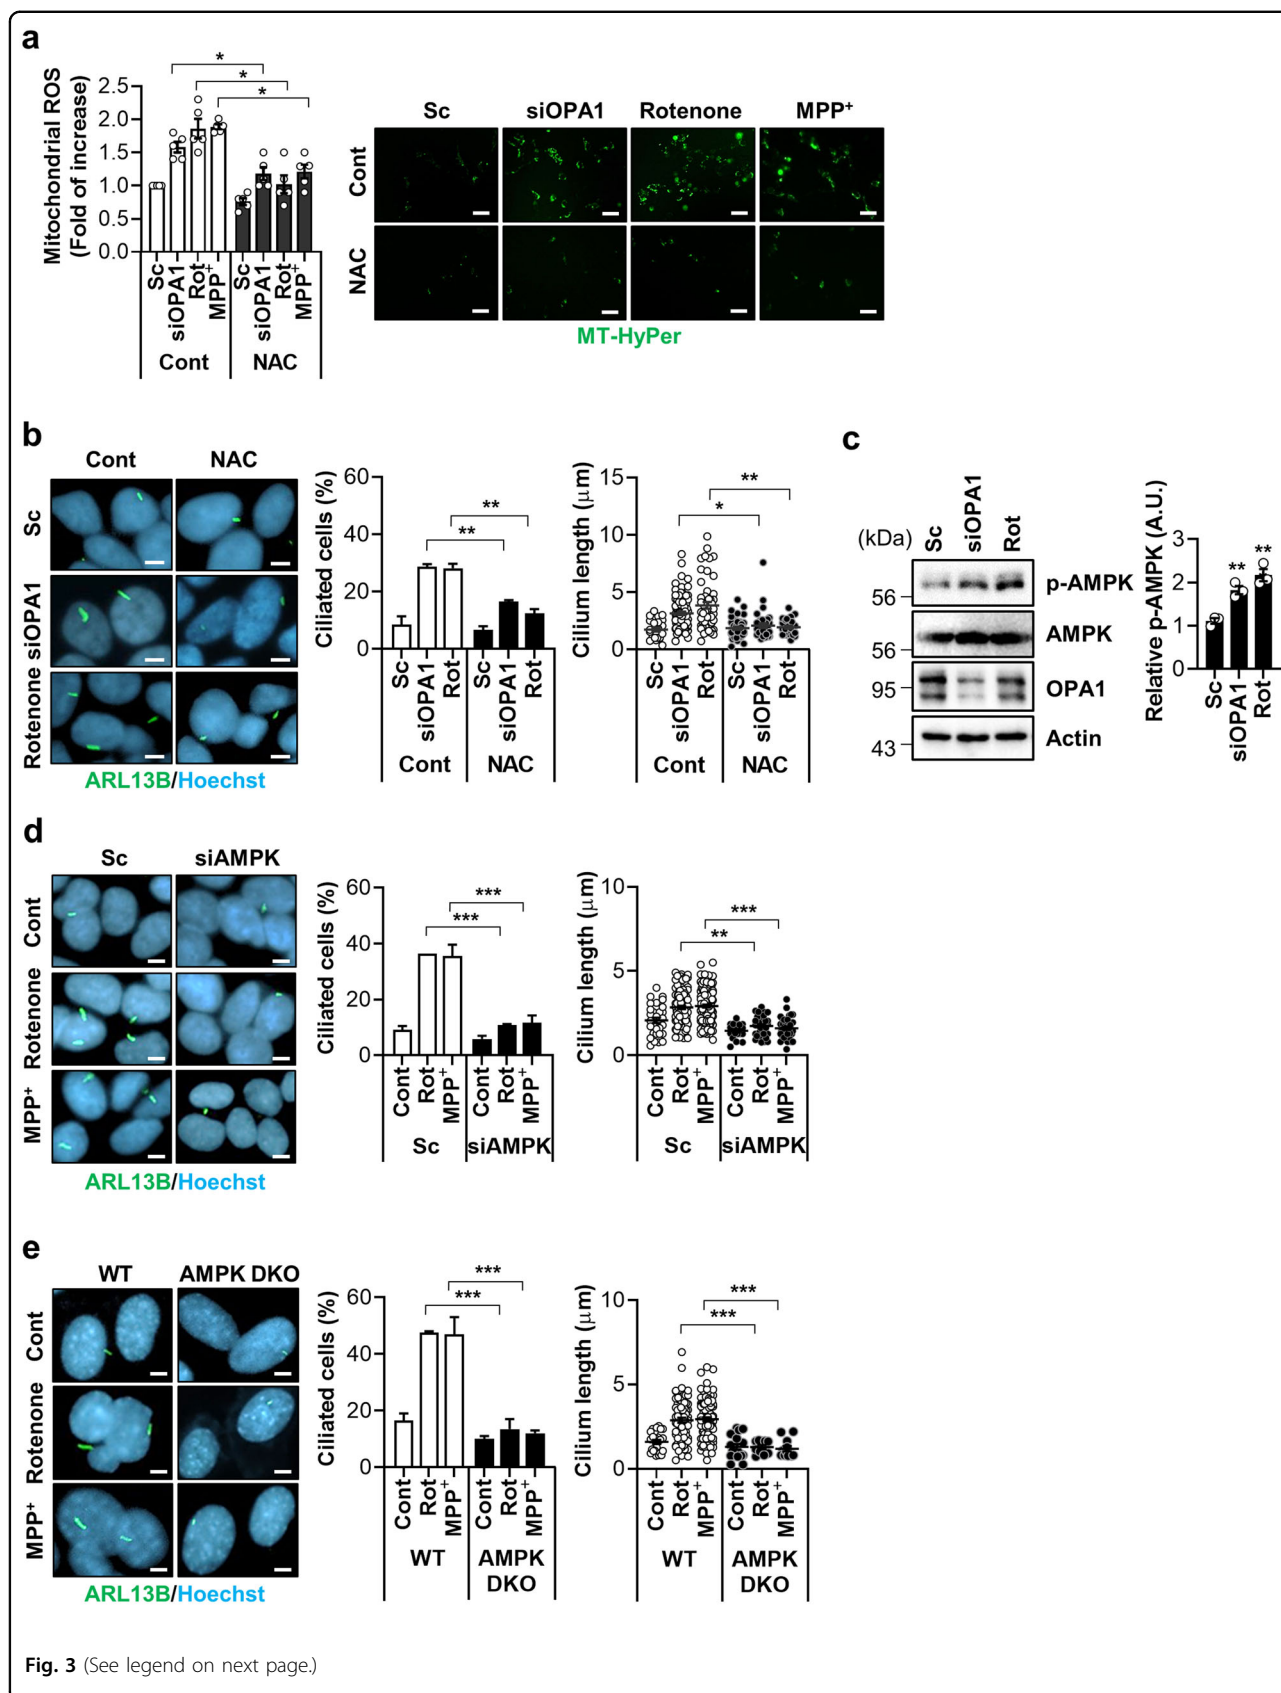 a
Mitochondrial ROS
(Fold of increase)
2.5
2.0
1.5
1.0
0.5
0.0
*
*
*
Sc
siOPA1
Rot
MPP+
Sc
siOPA1
Rot
MPP+
Cont
NAC
Sc
siOPA1
Rotenone
MPP+
Cont
NAC
MT-HyPer
b
Cont
NAC
Sc
siOPA1
Rotenone
ARL13B/Hoechst
Ciliated cells (%)
60
40
20
0
**
**
Sc
siOPA1
Rot
Sc
siOPA1
Rot
Cont
NAC
Cilium length (μm)
15
10
5
0
**
*
Sc
siOPA1
Rot
Sc
siOPA1
Rot
Cont
NAC
c
(kDa)
Sc
siOPA1
Rot
56
p-AMPK
56
AMPK
95
OPA1
43
Actin
Relative p-AMPK (A.U.)
3
2
1
0
**
**
Sc
siOPA1
Rot
d
Sc
siAMPK
Cont
Rotenone
MPP+
ARL13B/Hoechst
Ciliated cells (%)
60
40
20
0
***
***
Cont
Rot
MPP+
Cont
Rot
MPP+
Sc
siAMPK
Cilium length (μm)
10
5
0
***
**
Cont
Rot
MPP+
Cont
Rot
MPP+
Sc
siAMPK
e
WT
AMPK DKO
Cont
Rotenone
MPP+
ARL13B/Hoechst
Ciliated cells (%)
60
40
20
0
***
***
Cont
Rot
MPP+
Cont
Rot
MPP+
WT
AMPK
DKO
Cilium length (μm)
10
5
0
***
***
Cont
Rot
MPP+
Cont
Rot
MPP+
WT
AMPK
DKO
Fig. 3 (See legend on next page.)